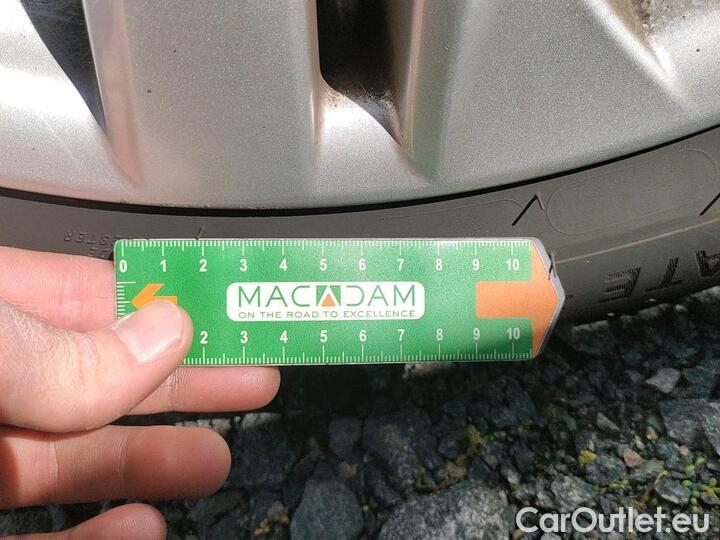 ESTER
0 1 2 3 4 5 6 7 8 9 10
MACADAM
ON THE ROAD TO EXCELLENCE
2 3 4 5 6 7 8 9 10
CarOutlet.eu